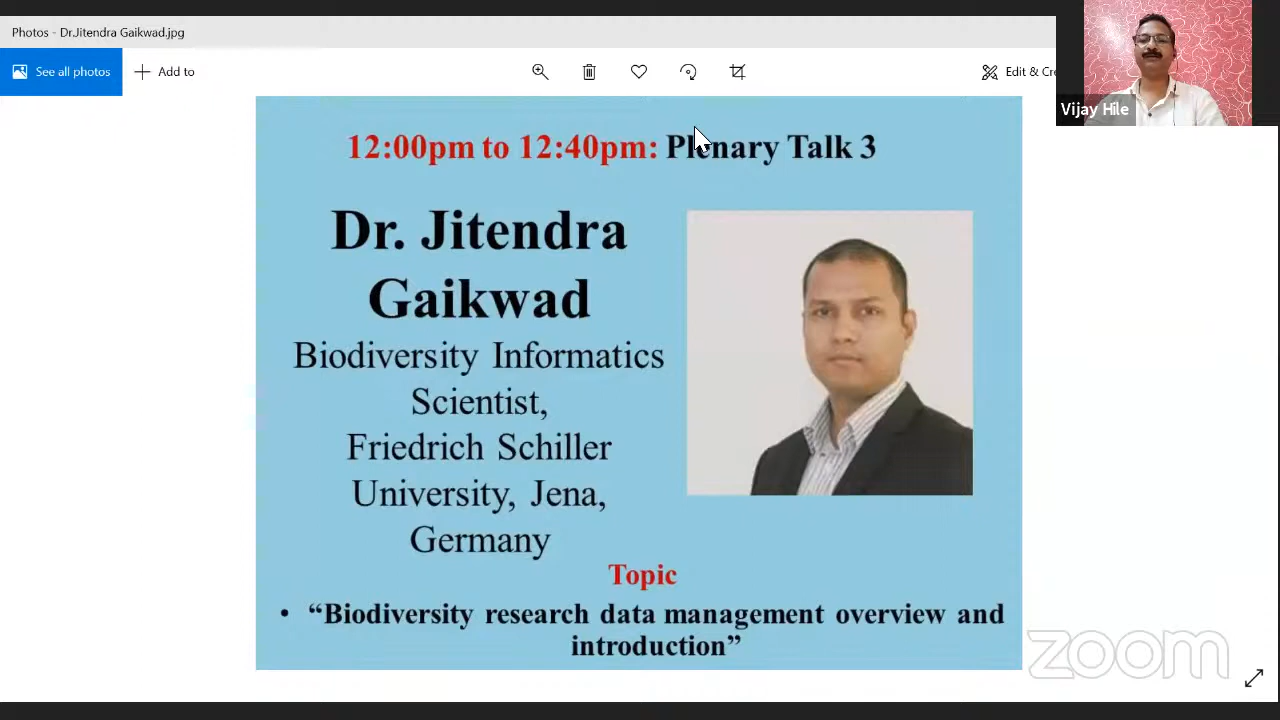 Photos - Dr.Jitendra Gaikwad.jpg
See all photos
Add to
Edit & Cre
Vijay Hile
12:00pm to 12:40pm: Plenary Talk 3
Dr. Jitendra
Gaikwad
Biodiversity Informatics
Scientist,
Friedrich Schiller
University, Jena,
Germany
Topic
• “Biodiversity research data management overview and
introduction”
zoom